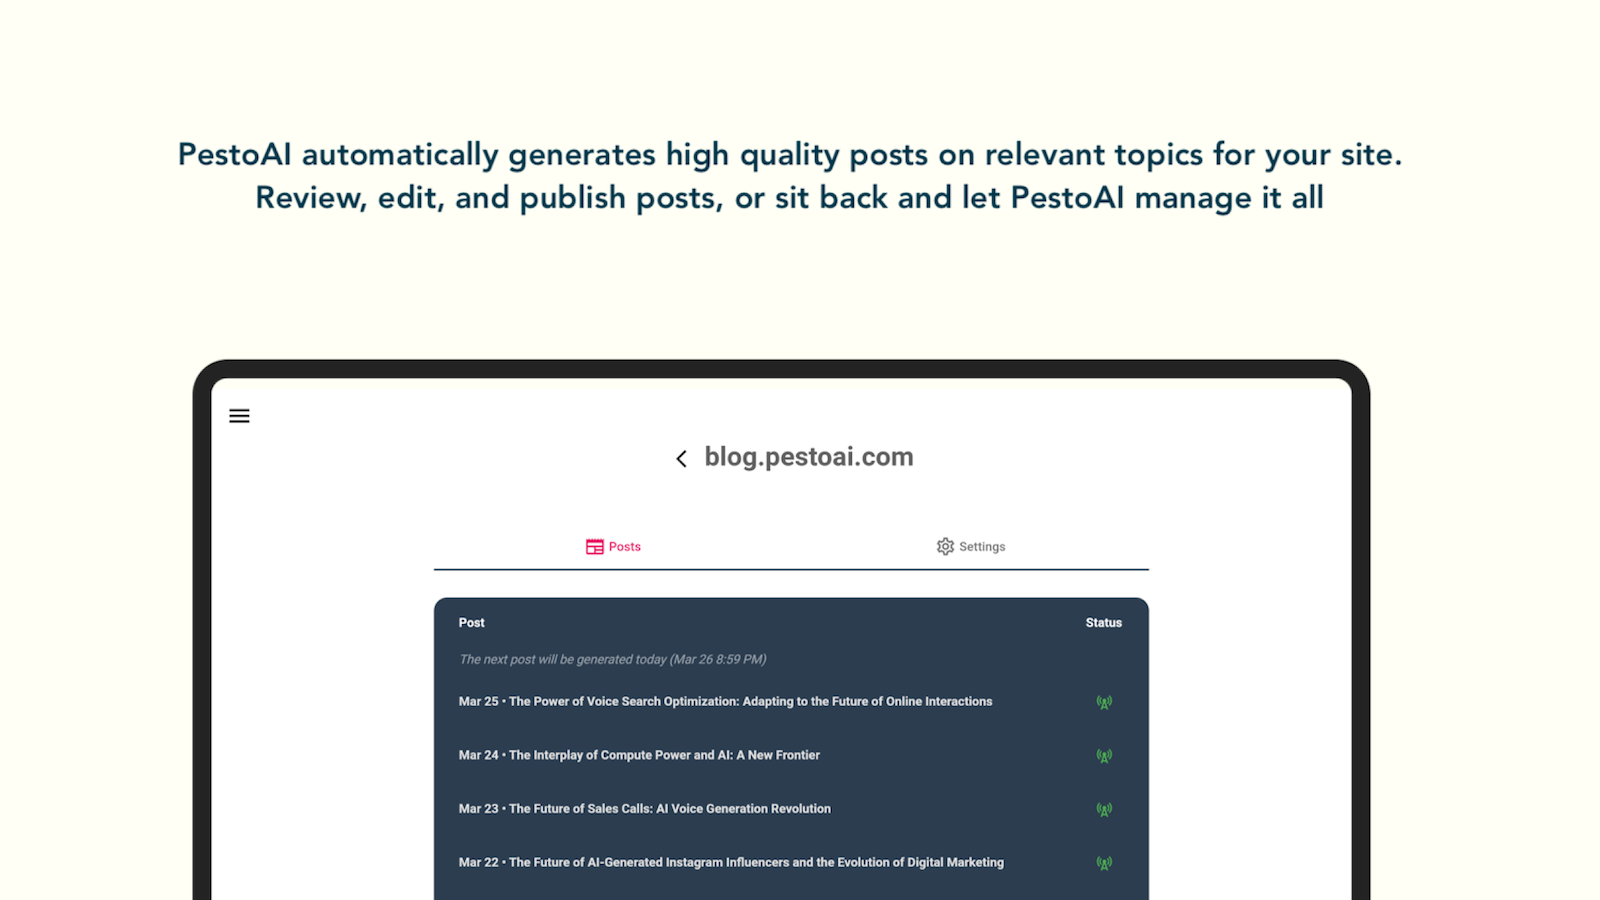 PestoAI automatically generates high quality posts on relevant topics for your site.
Review, edit, and publish posts, or sit back and let PestoAI manage it all
blog.pestoai.com
Posts
Settings
Post
Status
The next post will be generated today (Mar 26 8:59 PM)
Mar 25 • The Power of Voice Search Optimization: Adapting to the Future of Online Interactions
Mar 24 • The Interplay of Compute Power and AI: A New Frontier
Mar 23 • The Future of Sales Calls: AI Voice Generation Revolution
Mar 22 • The Future of AI-Generated Instagram Influencers and the Evolution of Digital Marketing